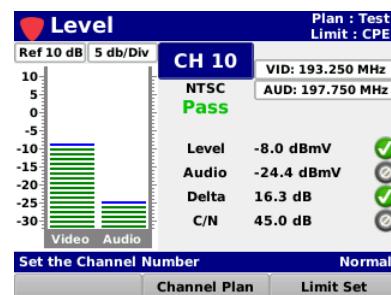 Level
Plan : Test
Limit : CPE
Ref 10 dB
5 db/Div
CH 10
VID: 193.250 MHz
NTSC
AUD: 197.750 MHz
Pass
10
5
0
-5
-10
-15
-20
-25
-30
Level -8.0 dBmV
Audio -24.4 dBmV
Delta 16.3 dB
C/N 45.0 dB
Video Audio
Set the Channel Number Normal
Channel Plan Limit Set